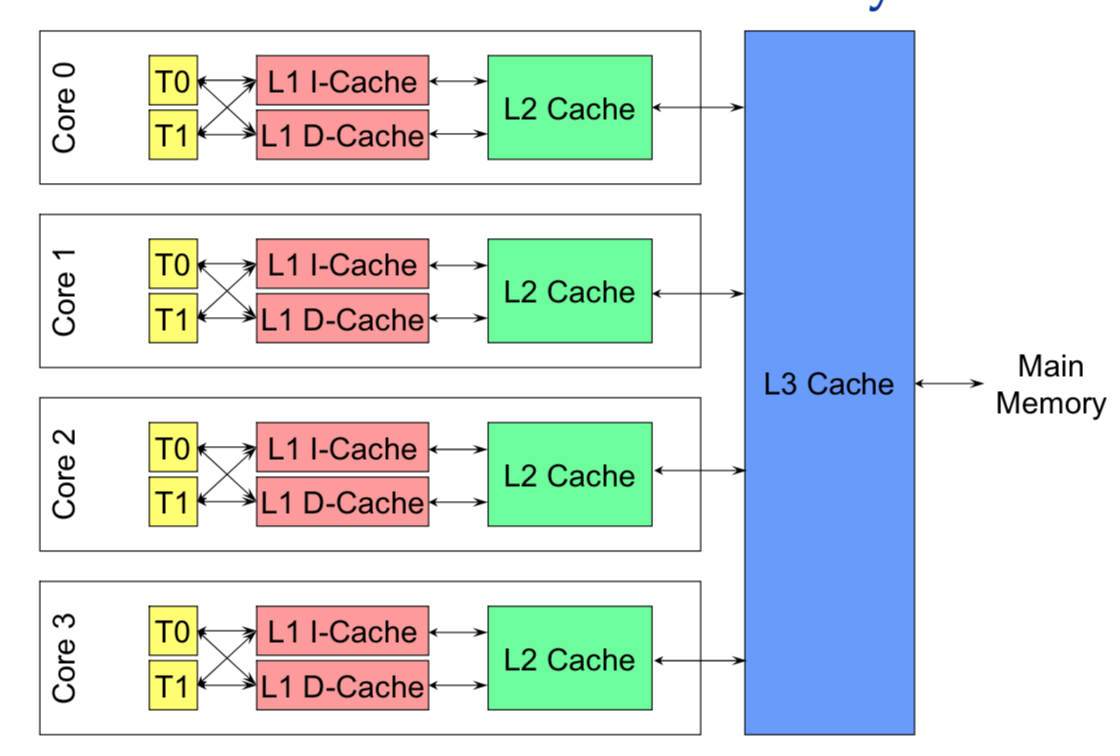 Core 0
T0
L1 I-Cache
T1
L1 D-Cache
L2 Cache
Core 1
T0
L1 I-Cache
T1
L1 D-Cache
L2 Cache
Core 2
T0
L1 I-Cache
T1
L1 D-Cache
L2 Cache
Core 3
T0
L1 I-Cache
T1
L1 D-Cache
L2 Cache
L3 Cache
Main
Memory